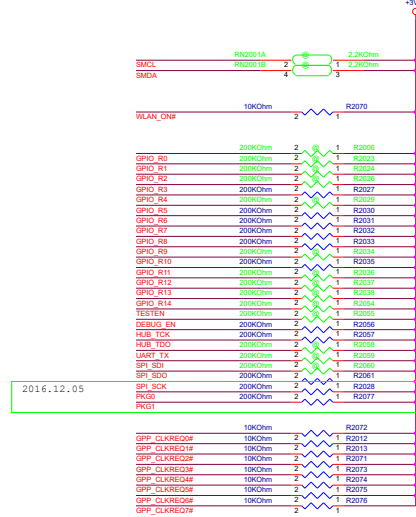 +3V
RN2001A 2.2KOhm
SMCL 2 1
RN2001B 2.2KOhm
SMDA 4 3
10KOhm R2070
WLAN_ON# 2 1
200KOhm 2 1 R2006
GPIO_R0 200KOhm 2 1 R2023
GPIO_R1 200KOhm 2 1 R2024
GPIO_R2 200KOhm 2 1 R2026
GPIO_R3 200KOhm 2 1 R2027
GPIO_R4 200KOhm 2 1 R2029
GPIO_R5 200KOhm 2 1 R2030
GPIO_R6 200KOhm 2 1 R2031
GPIO_R7 200KOhm 2 1 R2032
GPIO_R8 200KOhm 2 1 R2033
GPIO_R9 200KOhm 2 1 R2034
GPIO_R10 200KOhm 2 1 R2035
GPIO_R11 200KOhm 2 1 R2036
GPIO_R12 200KOhm 2 1 R2037
GPIO_R13 200KOhm 2 1 R2038
GPIO_R14 200KOhm 2 1 R2054
TESTEN 200KOhm 2 1 R2055
DEBUG_EN 200KOhm 2 1 R2056
HUB_TCK 200KOhm 2 1 R2057
HUB_TDO 200KOhm 2 1 R2058
UART_TX 200KOhm 2 1 R2059
SPI_SDI 200KOhm 2 1 R2060
SPI_SDO 200KOhm 2 1 R2061
2016.12.05
SPI_SCK 200KOhm 2 1 R2028
PKG0 200KOhm 2 1 R2077
PKG1
10KOhm 2 1 R2072
GPP_CLKREQ0# 10KOhm 2 1 R2012
GPP_CLKREQ1# 10KOhm 2 1 R2013
GPP_CLKREQ2# 10KOhm 2 1 R2071
GPP_CLKREQ3# 10KOhm 2 1 R2073
GPP_CLKREQ4# 10KOhm 2 1 R2074
GPP_CLKREQ5# 10KOhm 2 1 R2075
GPP_CLKREQ6# 10KOhm 2 1 R2076
GPP_CLKREQ7#